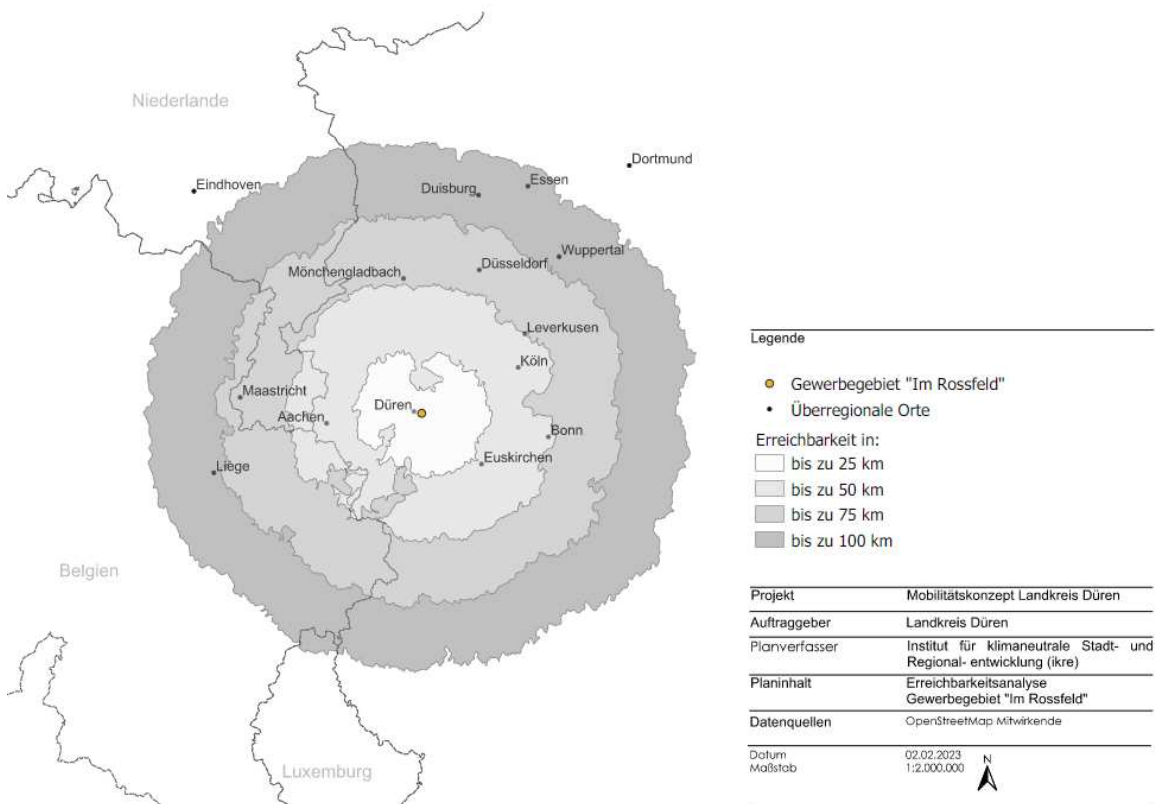 Niederlande
Dortmund
Eindhoven
Duisburg
Essen
Wuppertal
Mönchengladbach
Düsseldorf
Leverkusen
Köln
Maastricht
Düren
Aachen
Bonn
Euskirchen
Liège
Belgien
Luxemburg
Legende
Gewerbegebiet "Im Rossfeld"
Überregionale Orte
Erreichbarkeit in:
bis zu 25 km
bis zu 50 km
bis zu 75 km
bis zu 100 km
Projekt Mobilitätskonzept Landkreis Düren
Auftraggeber Landkreis Düren
Planverfasser Institut für klimaneutrale Stadt- und
Regional- entwicklung (ikre)
Planinhalt Erreichbarkeitsanalyse
Gewerbegebiet "Im Rossfeld"
Datenquellen OpenStreetMap Mitwirkende
Datum 02.02.2023
Maßstab 1:2.000.000
N